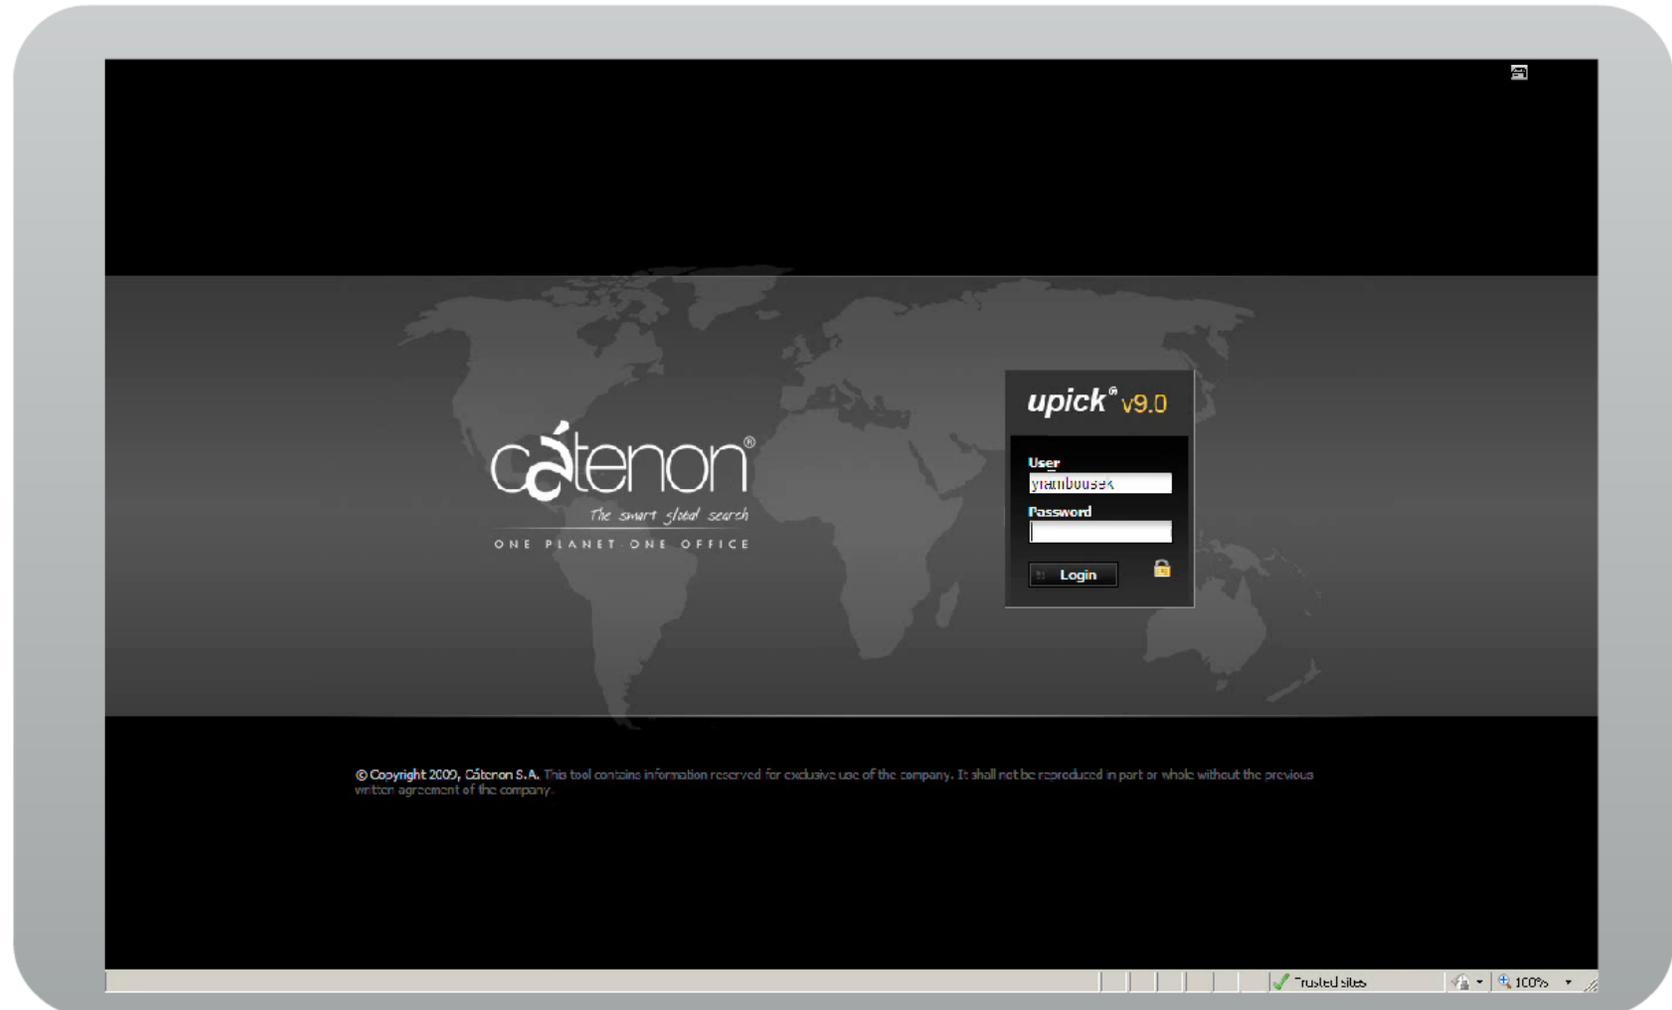 upick® v9.0
cátenon®
The smart global search
ONE PLANET-ONE OFFICE
User
yrambousek
Password
Login
© Copyright 2009, Cátenon S.A. This tool contains information reserved for exclusive use of the company. It shall not be reproduced in part or whole without the previous
written agreement of the company.
Trusted sites
100%